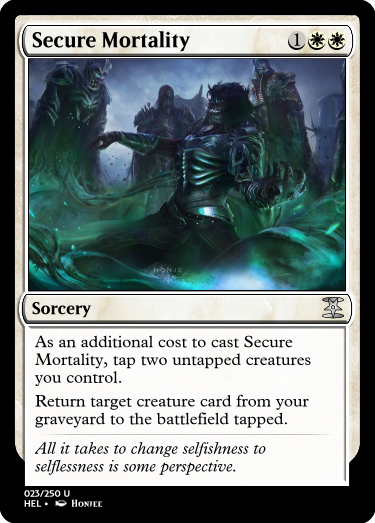 Secure Mortality
1
HONJE
Sorcery
As an additional cost to cast Secure
Mortality, tap two untapped creatures
you control.
Return target creature card from your
graveyard to the battlefield tapped.
All it takes to change selfishness to
selflessness is some perspective.
023/250 U
HEL • Honjee